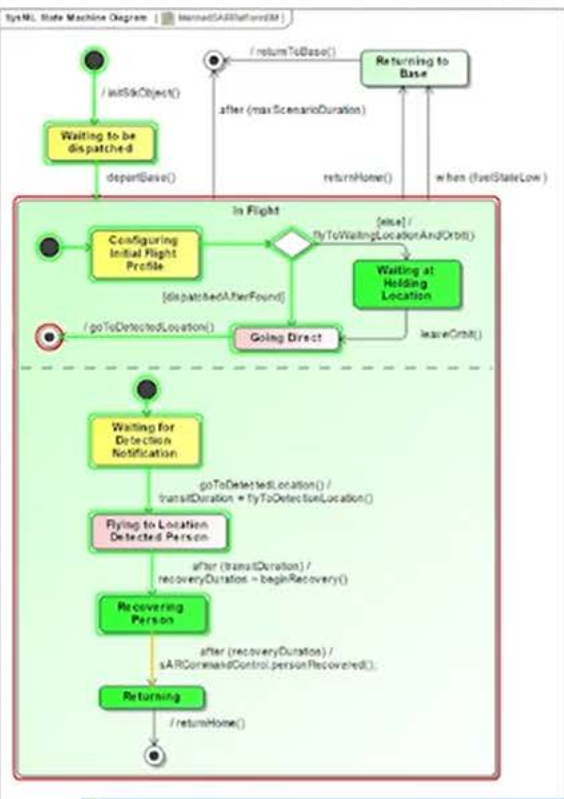 SysML State Machine Diagram | MannedSARPlatformSM |
/ returnToBase()
Returning to
Base
/ initStkObject()
after (maxScenarioDuration)
Waiting to be
dispatched
departBase()
returnHome()
when (fuelStateLow)
In Flight
[else] /
flyToWaitingLocationAndOrbit()
Configuring
Initial Flight
Profile
Waiting at
Holding
Location
[dispatchedAfterFound]
/ goToDetectedLocation()
Going Direct
leaveOrbit()
Waiting for
Detection
Notification
goToDetectedLocation() /
transitDuration = flyToDetectionLocation()
Flying to Location
Detected Person
after (transitDuration) /
recoveryDuration = beginRecovery()
Recovering
Person
after (recoveryDuration) /
sARCommandControl.personRecovered();
Returning
/ returnHome()